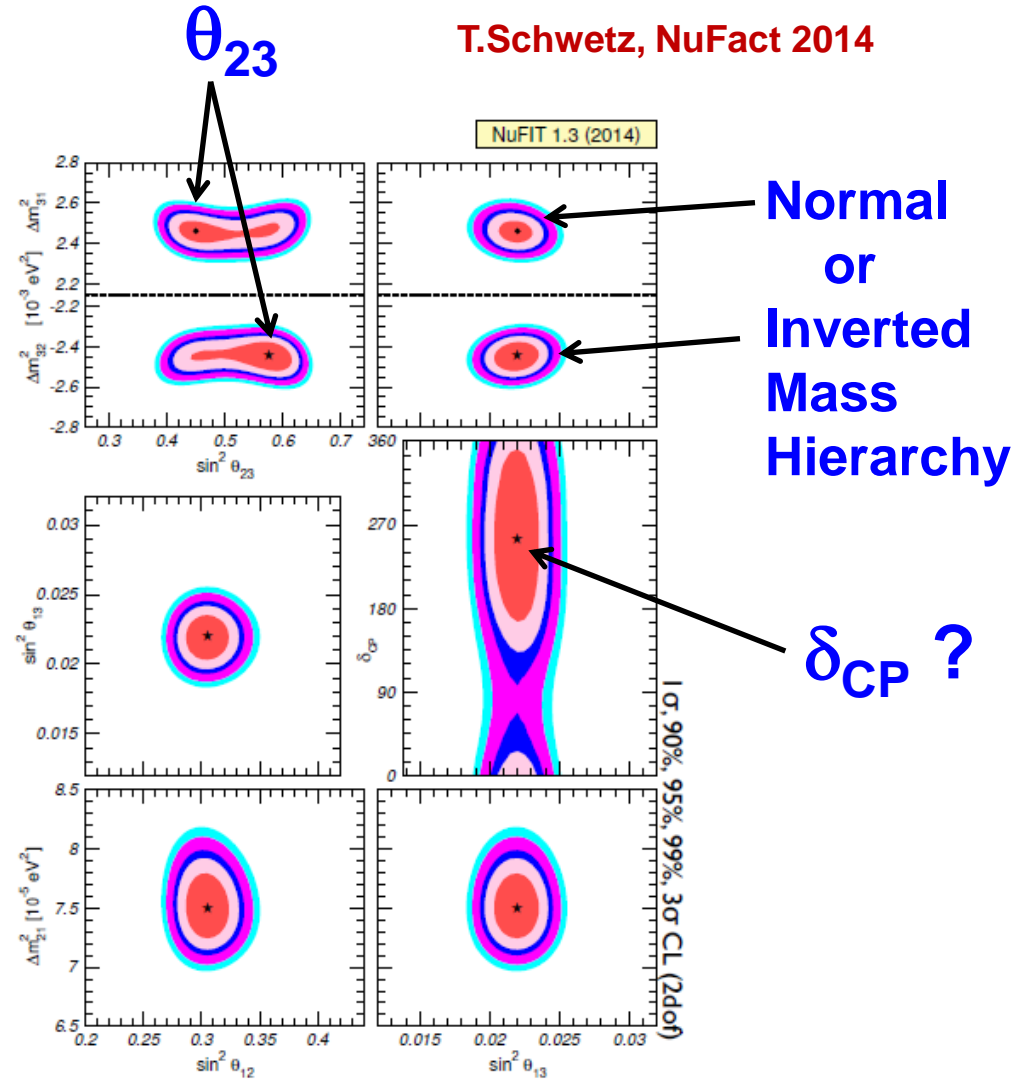 θ23
T.Schwetz, NuFact 2014
NuFIT 1.3 (2014)
2.8
2.6
2.4
2.2
-2.2
-2.4
-2.6
-2.8
Δm²31
[10⁻³ eV²]
Δm²32
0.3
0.4
0.5
0.6
0.7
sin² θ23
Normal
or
Inverted
Mass
Hierarchy
0.03
0.025
0.02
0.015
sin² θ13
360
270
180
90
0
δCP
δCP ?
1σ, 90%, 95%, 99%, 3σ CL (2dof)
8.5
8
7.5
7
6.5
Δm²21 [10⁻⁵ eV²]
0.2
0.25
0.3
0.35
0.4
sin² θ12
0.015
0.02
0.025
0.03
sin² θ13